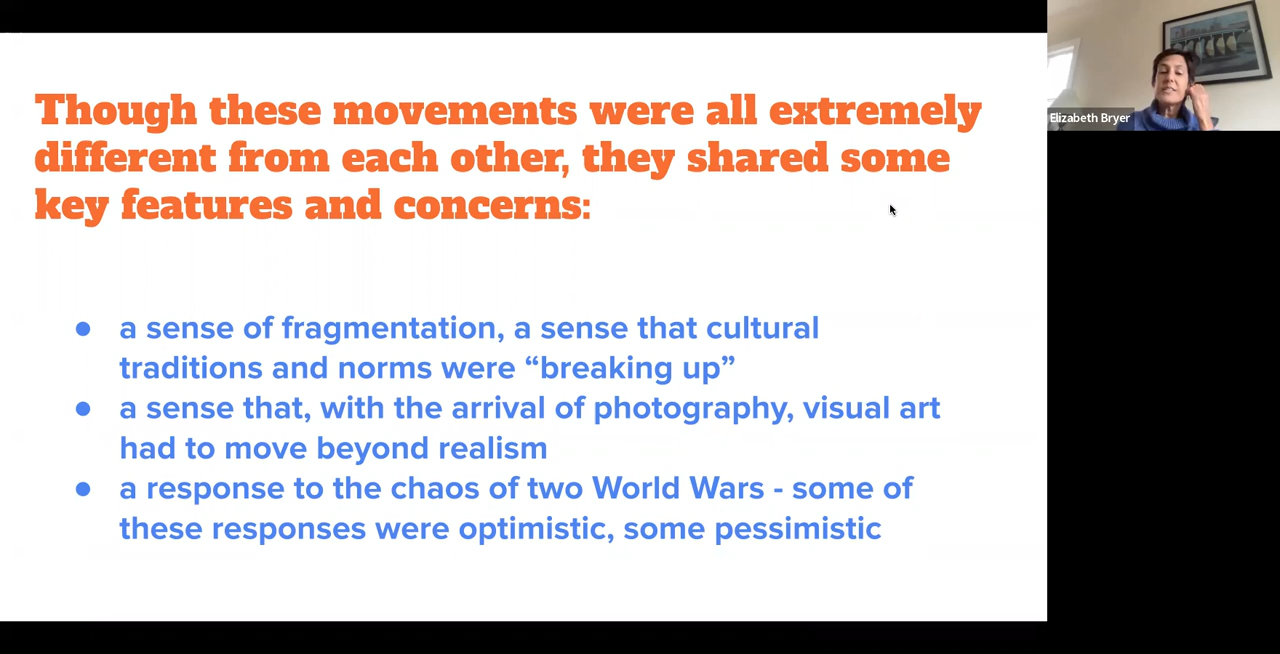 Though these movements were all extremely
different from each other, they shared some
key features and concerns:
● a sense of fragmentation, a sense that cultural
traditions and norms were “breaking up”
● a sense that, with the arrival of photography, visual art
had to move beyond realism
● a response to the chaos of two World Wars - some of
these responses were optimistic, some pessimistic
Elizabeth Bryer